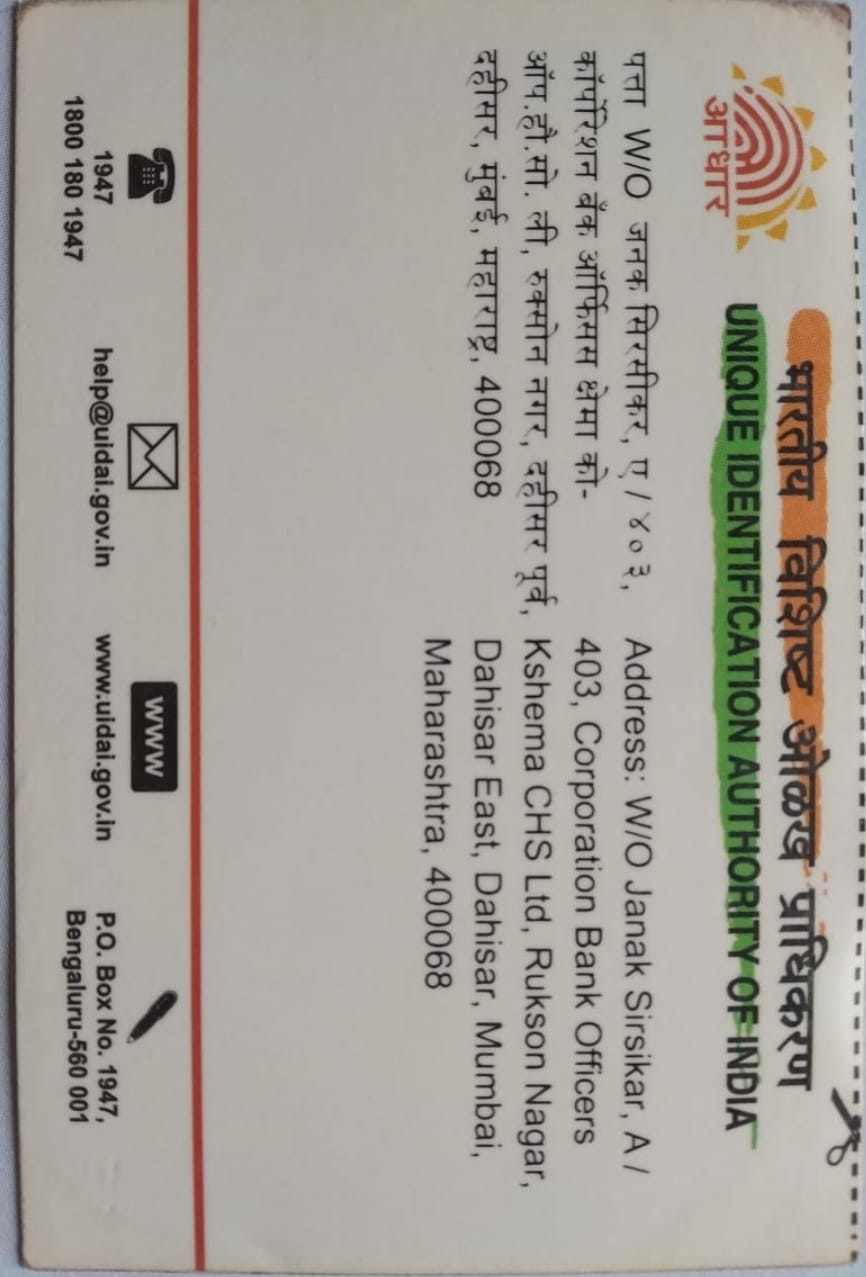 भारतीय विशिष्ट ओळख प्राधिकरण
UNIQUE IDENTIFICATION AUTHORITY OF INDIA
आधार
पत्ता W/O जनक सिरसीकर, ए / ४०३,
कॉर्पोरेशन बँक ऑर्फिसस क्षेमा को-
ऑप.हौ.सो. ली, रुक्सोन नगर, दहीसर पूर्व,
दहीसर, मुंबई, महाराष्ट्र, 400068
Address: W/O Janak Sirsikar, A /
403, Corporation Bank Officers
Kshema CHS Ltd, Rukson Nagar,
Dahisar East, Dahisar, Mumbai,
Maharashtra, 400068
1947
1800 180 1947
help@uidai.gov.in
www
www.uidai.gov.in
P.O. Box No. 1947,
Bengaluru-560 001